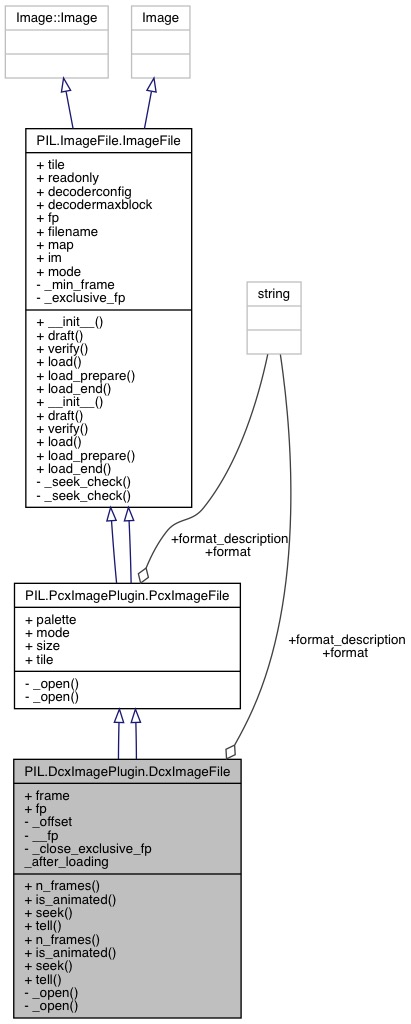 Image::Image
Image
PIL.ImageFile.ImageFile
+ tile
+ readonly
+ decoderconfig
+ decodermaxblock
+ fp
+ filename
+ map
+ im
+ mode
- _min_frame
- _exclusive_fp
+ __init__()
+ draft()
+ verify()
+ load()
+ load_prepare()
+ load_end()
+ __init__()
+ draft()
+ verify()
+ load()
+ load_prepare()
+ load_end()
- _seek_check()
- _seek_check()
string
+format_description
+format
PIL.PcxImagePlugin.PcxImageFile
+ palette
+ mode
+ size
+ tile
- _open()
- _open()
+format_description
+format
PIL.DcxImagePlugin.DcxImageFile
+ frame
+ fp
- _offset
- __fp
- _close_exclusive_fp
_after_loading
+ n_frames()
+ is_animated()
+ seek()
+ tell()
+ n_frames()
+ is_animated()
+ seek()
+ tell()
- _open()
- _open()